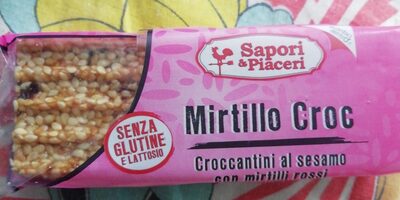 Sapori
& Piaceri
Mirtillo Croc
SENZA
GLUTINE
E LATTOSIO
Croccantini al sesamo
con mirtilli rossi